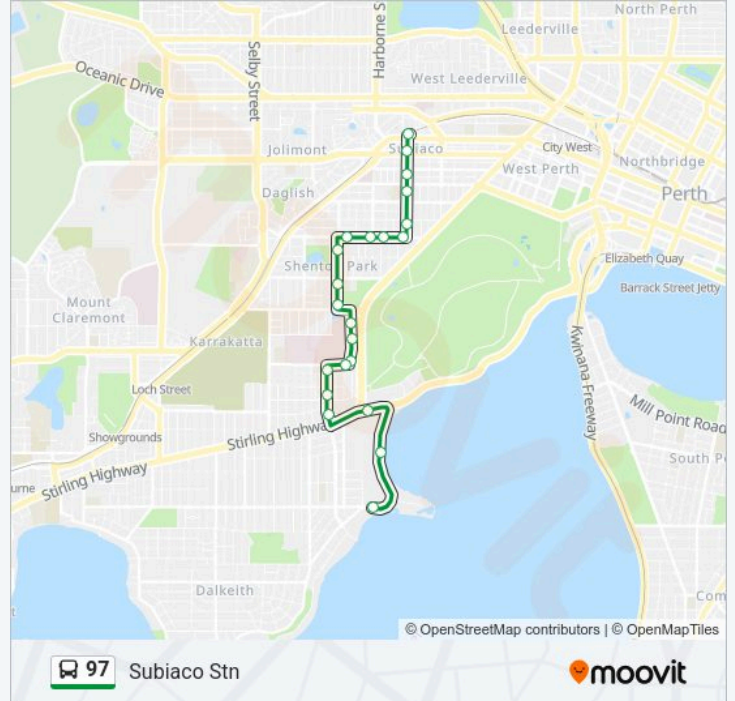 North Perth
Leederville
Harborne S
Selby Street
Oceanic Drive
West Leederville
Subiaco
City West
Jolimont
Northbridge
West Perth
Daglish
Perth
Elizabeth Quay
Shenton Park
Barrack Street Jetty
Mount
Claremont
Karrakatta
Kwinana Freeway
Loch Street
Mill Point Road
Showgrounds
Stirling Highway
South P
Stirling Highway
urne
Dalkeith
Com
t
© OpenStreetMap contributors | © OpenMapTiles
97 Subiaco Stn
moovit